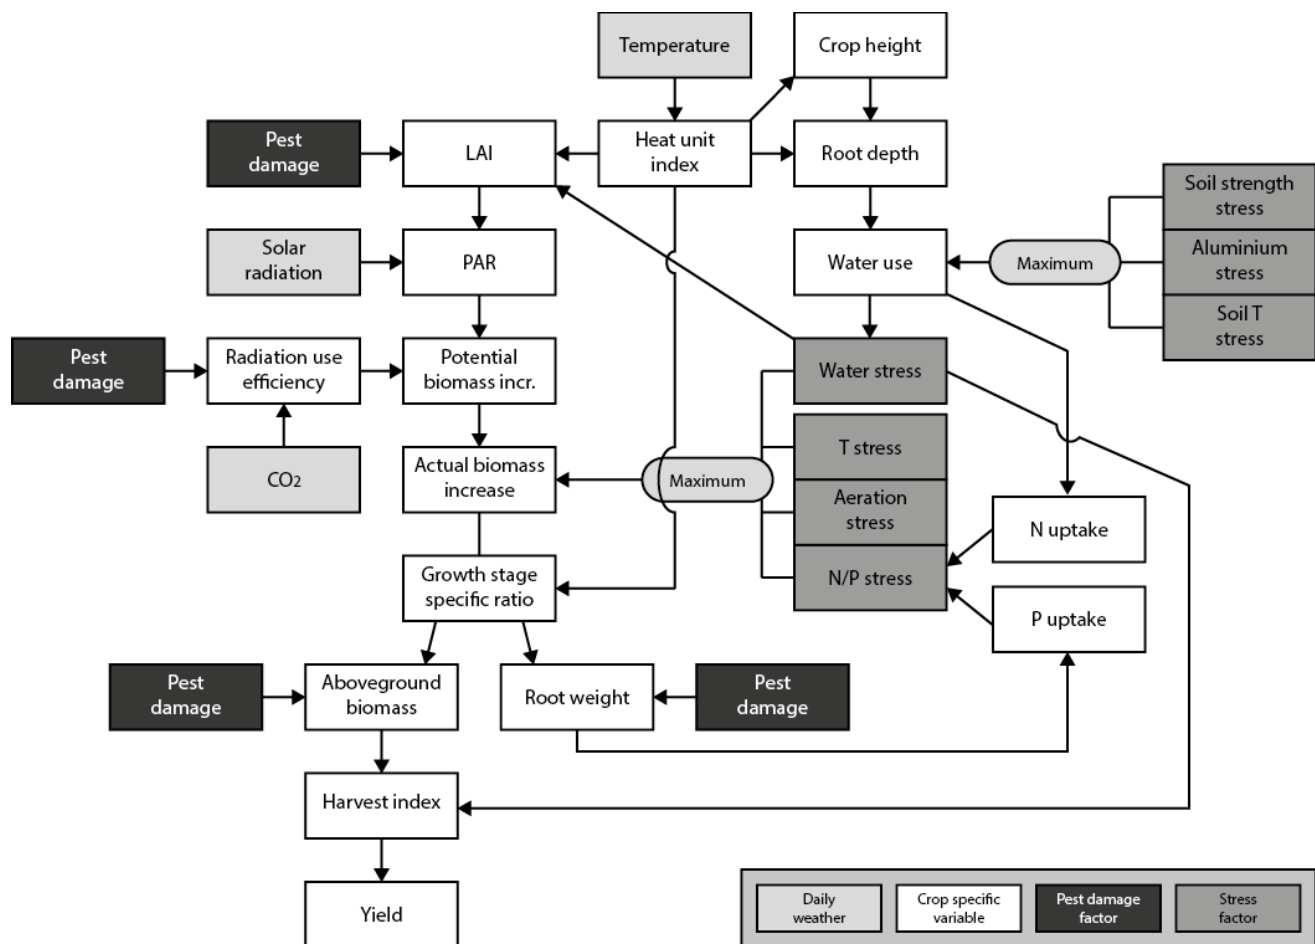 Temperature
Crop height
Pest
damage
LAI
Heat unit
index
Root depth
Soil strength
stress
Solar
radiation
PAR
Water use
Maximum
Aluminium
stress
Soil T
stress
Pest
damage
Radiation use
efficiency
Potential
biomass incr.
Water stress
CO2
Actual biomass
increase
Maximum
T stress
Aeration
stress
N uptake
Growth stage
specific ratio
N/P stress
P uptake
Pest
damage
Aboveground
biomass
Root weight
Pest
damage
Harvest index
Yield
Daily
weather
Crop specific
variable
Pest damage
factor
Stress
factor